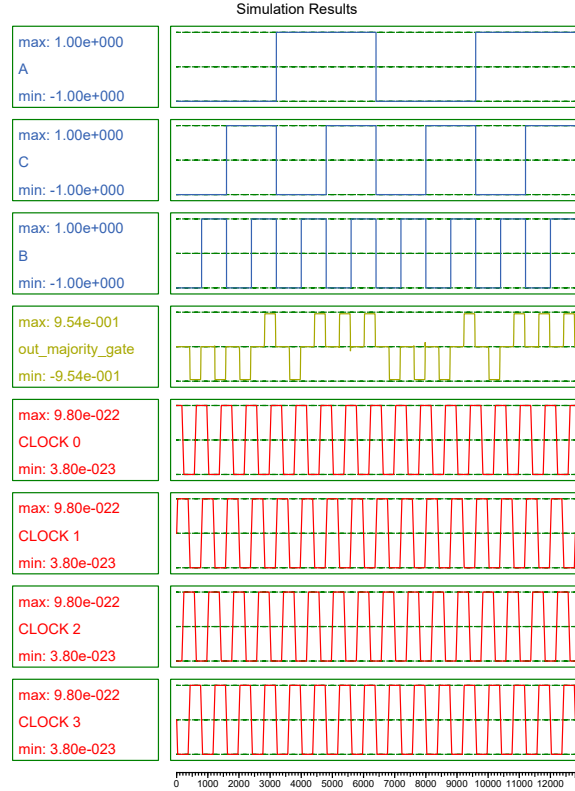 Simulation Results
max: 1.00e+000
A
min: -1.00e+000
max: 1.00e+000
C
min: -1.00e+000
max: 1.00e+000
B
min: -1.00e+000
max: 9.54e-001
out_majority_gate
min: -9.54e-001
max: 9.80e-022
CLOCK 0
min: 3.80e-023
max: 9.80e-022
CLOCK 1
min: 3.80e-023
max: 9.80e-022
CLOCK 2
min: 3.80e-023
max: 9.80e-022
CLOCK 3
min: 3.80e-023
0 1000 2000 3000 4000 5000 6000 7000 8000 9000 10000 11000 12000